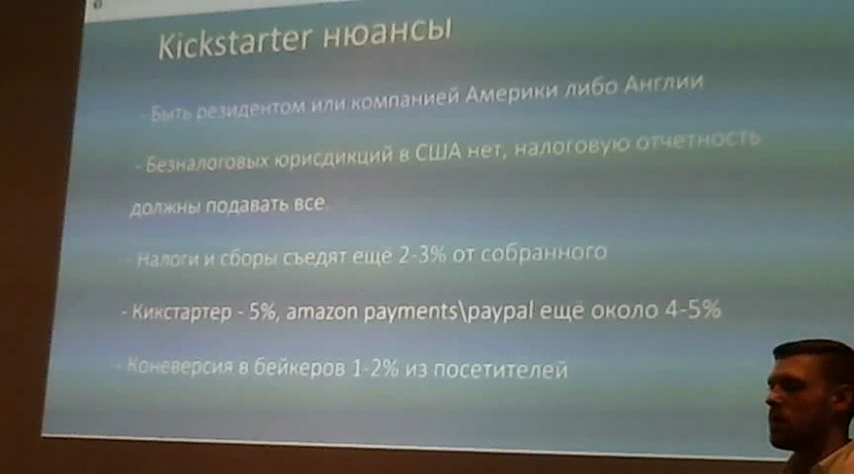 Kickstarter нюансы
- Быть резидентом или компанией Америки либо Англии
- Безналоговых юрисдикций в США нет, налоговую отчетность
должны подавать все.
- Налоги и сборы съедят ещё 2-3% от собранного
- Кикстартер - 5%, amazon payments\paypal ещё около 4-5%
- Коневерсия в бейкеров 1-2% из посетителей